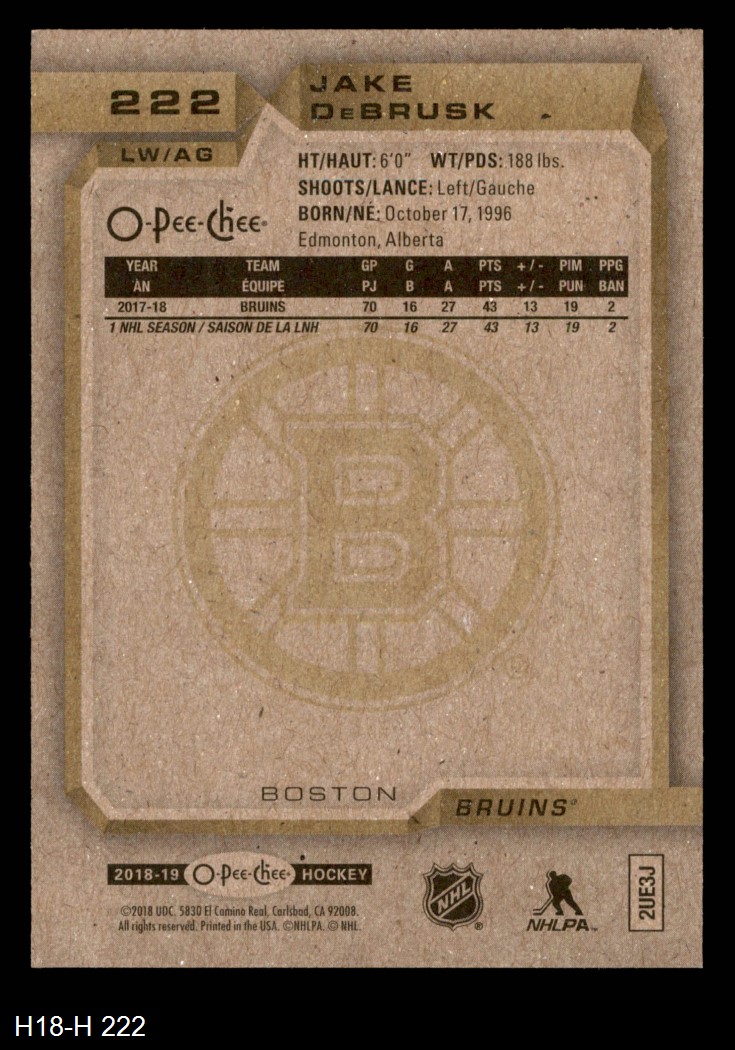 222
JAKE
DeBRUSK
LW/AG
HT/HAUT: 6'0" WT/PDS: 188 lbs.
SHOOTS/LANCE: Left/Gauche
BORN/NÉ: October 17, 1996
Edmonton, Alberta
O-Pee-Chee®
YEAR TEAM GP G A PTS +/- PIM PPG
AN ÉQUIPE PJ B A PTS +/- PUN BAN
2017-18 BRUINS 70 16 27 43 13 19 2
1 NHL SEASON / SAISON DE LA LNH 70 16 27 43 13 19 2
B
®
BOSTON
BRUINS®
2018-19 O-Pee-Chee® HOCKEY
©2018 UDC. 5830 El Camino Real, Carlsbad, CA 92008.
All rights reserved. Printed in the USA. ©NHLPA. © NHL.
NHL ®
NHLPA™
2UE3J
H18-H 222